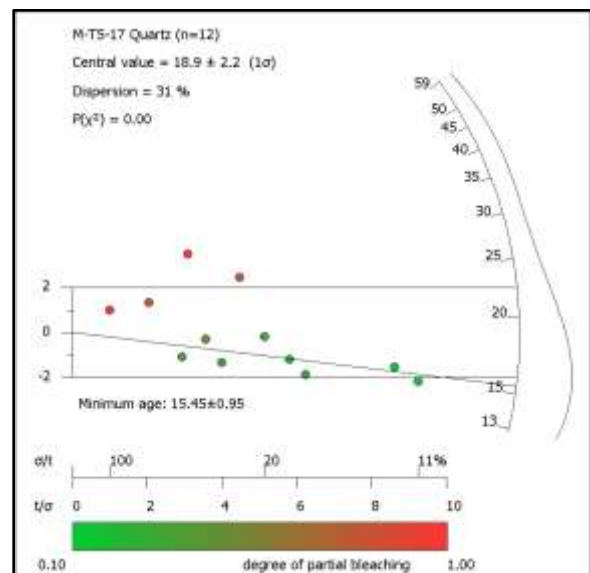 M-TS-17 Quartz (n=12)
Central value = 18.9 ± 2.2 (1σ)
Dispersion = 31 %
P(χ²) = 0.00
59
50
45
40
35
30
25
20
15
13
2
0
-2
Minimum age: 15.45±0.95
σ/t 100 20 11%
t/σ 0 2 4 6 8 10
0.10 degree of partial bleaching 1.00